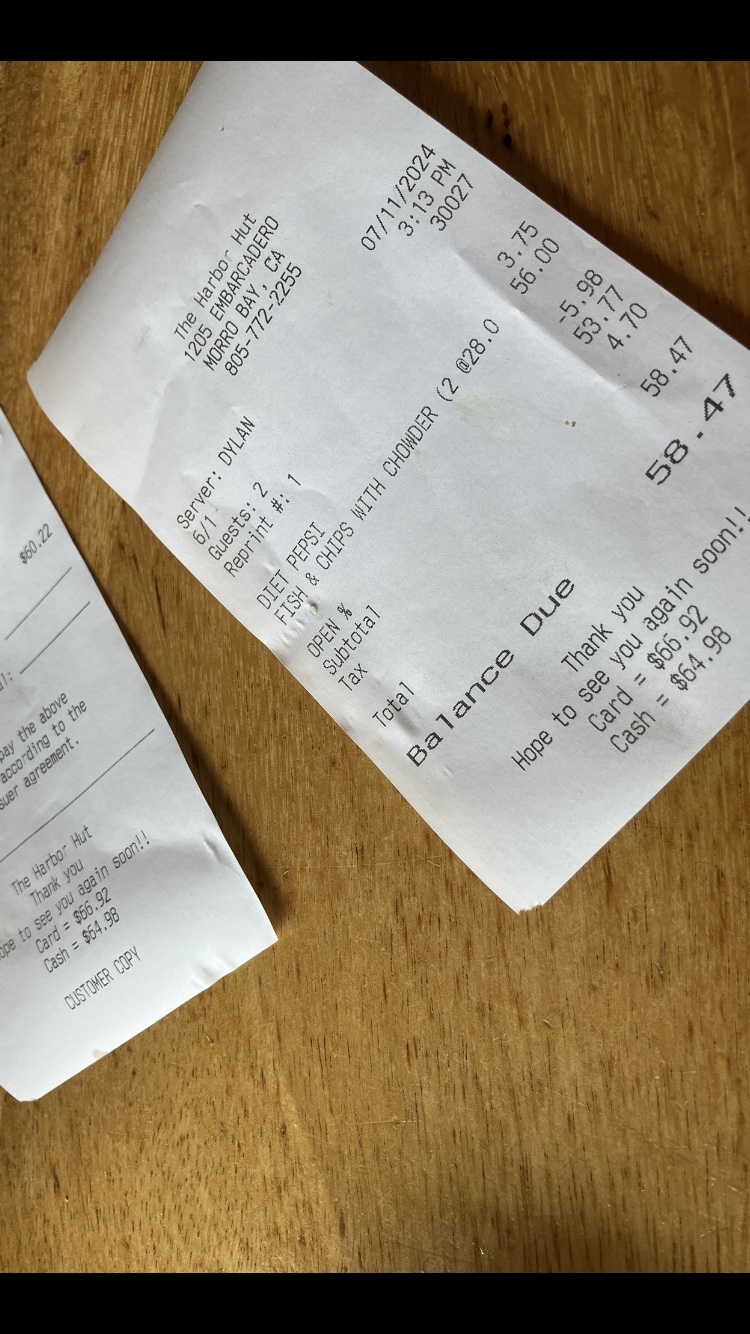 The Harbor Hut
1205 EMBARCADERO
MORRO BAY, CA
805-772-2255
07/11/2024
Server: DYLAN 3:13 PM
6/1 30027
Guests: 2
Reprint #: 1
DIET PEPSI 3.75
FISH & CHIPS WITH CHOWDER (2 @28.0 56.00
OPEN % -5.98
Subtotal 53.77
Tax 4.70
Total 58.47
Balance Due 58.47
Thank you
Hope to see you again soon!!
Card = $66.92
Cash = $64.98
$60.22
pay the above
according to the
agreement.
The Harbor Hut
Thank you
to see you again soon!!
Card = $66.92
Cash = $64.98
CUSTOMER COPY